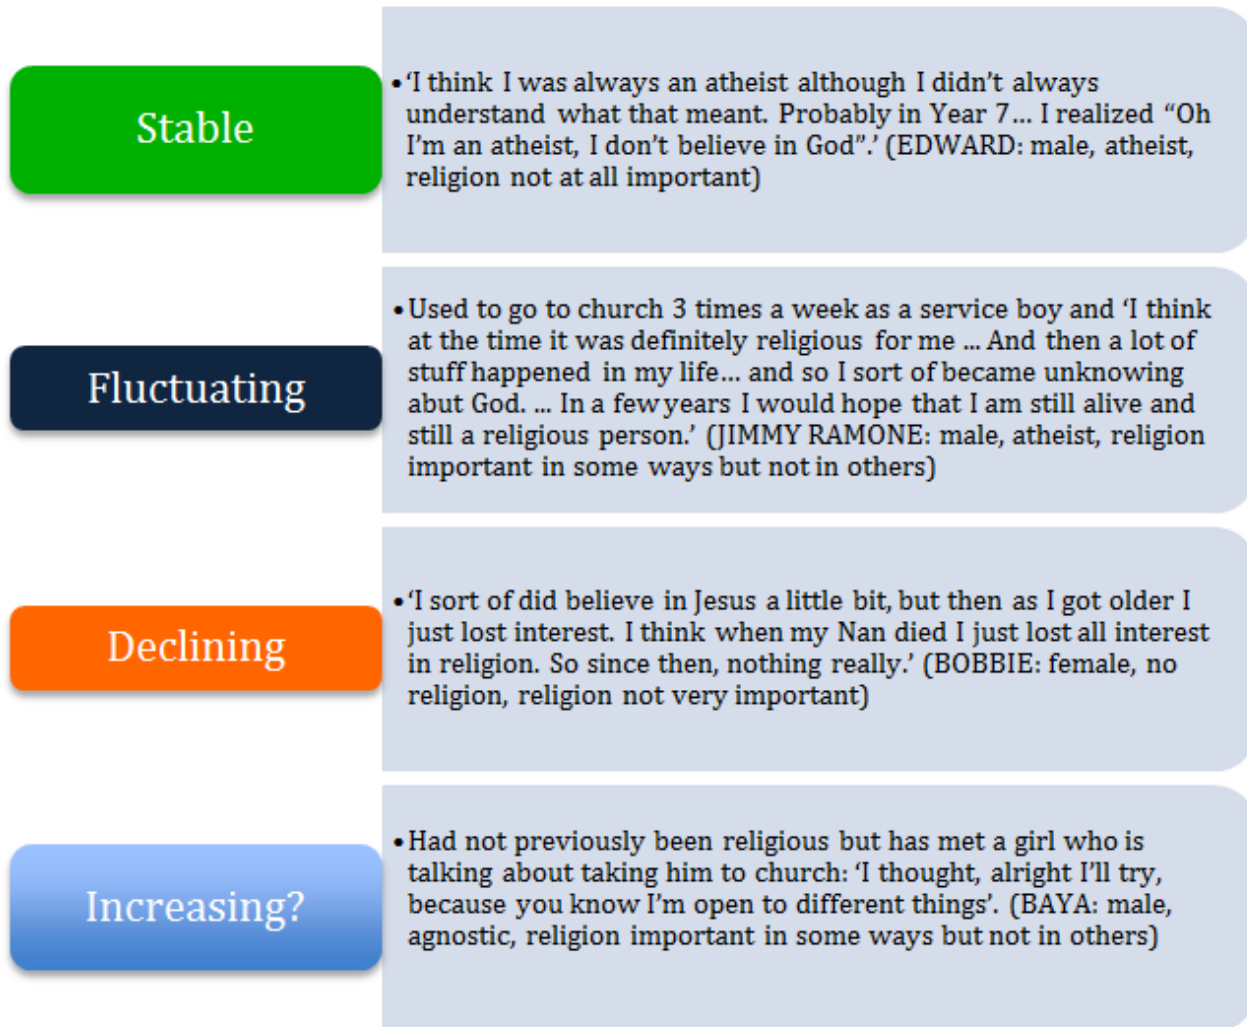 Stable
•‘I think I was always an atheist although I didn’t always
understand what that meant. Probably in Year 7… I realized “Oh
I’m an atheist, I don’t believe in God”.’ (EDWARD: male, atheist,
religion not at all important)
Fluctuating
•Used to go to church 3 times a week as a service boy and ‘I think
at the time it was definitely religious for me ... And then a lot of
stuff happened in my life… and so I sort of became unknowing
abut God. ... In a few years I would hope that I am still alive and
still a religious person.’ (JIMMY RAMONE: male, atheist, religion
important in some ways but not in others)
Declining
•‘I sort of did believe in Jesus a little bit, but then as I got older I
just lost interest. I think when my Nan died I just lost all interest
in religion. So since then, nothing really.’ (BOBBIE: female, no
religion, religion not very important)
Increasing?
•Had not previously been religious but has met a girl who is
talking about taking him to church: ‘I thought, alright I’ll try,
because you know I’m open to different things’. (BAYA: male,
agnostic, religion important in some ways but not in others)